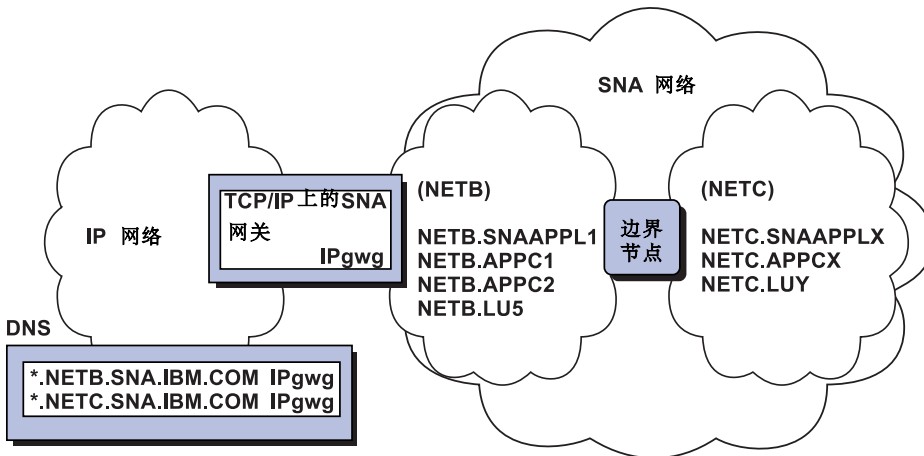 SNA 网络
IP 网络
TCP/IP上的SNA
网关
IPgwg
(NETB)
NETB.SNAAPPL1
NETB.APPC1
NETB.APPC2
NETB.LU5
边界
节点
(NETC)
NETC.SNAAPPLX
NETC.APPCX
NETC.LUY
DNS
*.NETB.SNA.IBM.COM IPgwg
*.NETC.SNA.IBM.COM IPgwg